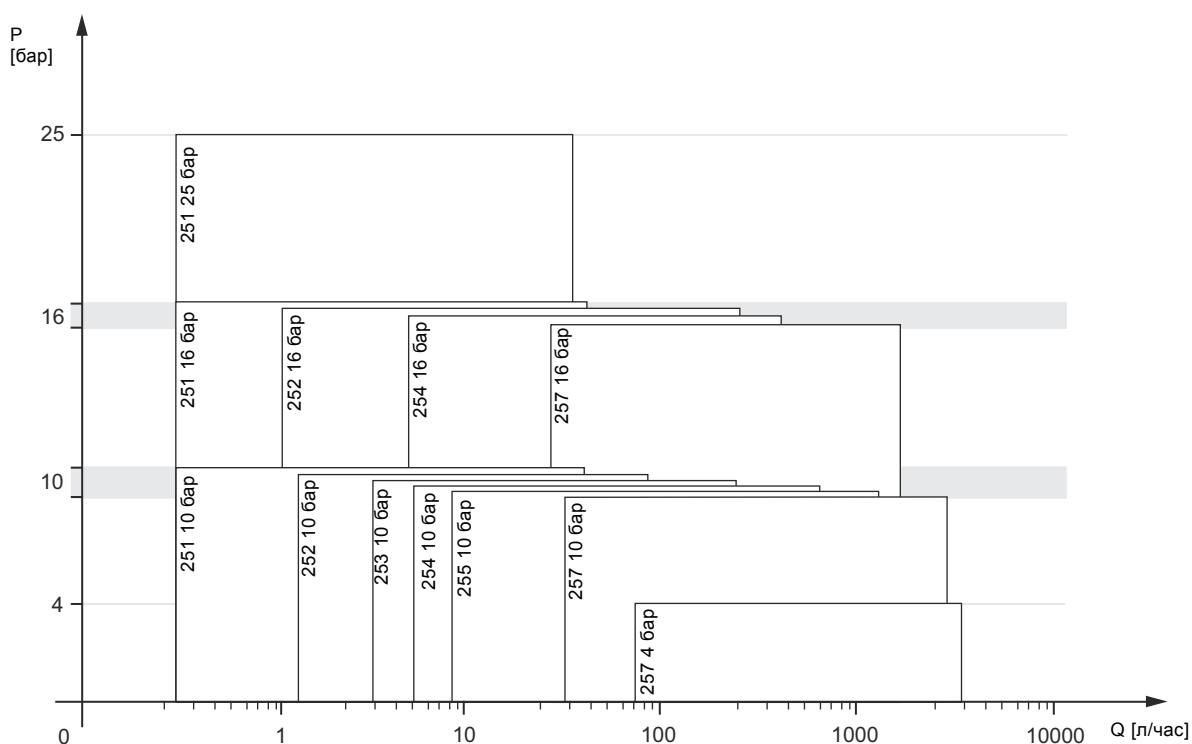 P
[бар]
25
16
10
4
0
251 25 бар
251 16 бар
252 16 бар
254 16 бар
257 16 бар
251 10 бар
252 10 бар
253 10 бар
254 10 бар
255 10 бар
257 10 бар
257 4 бар
1
10
100
1000
10000
Q [л/час]